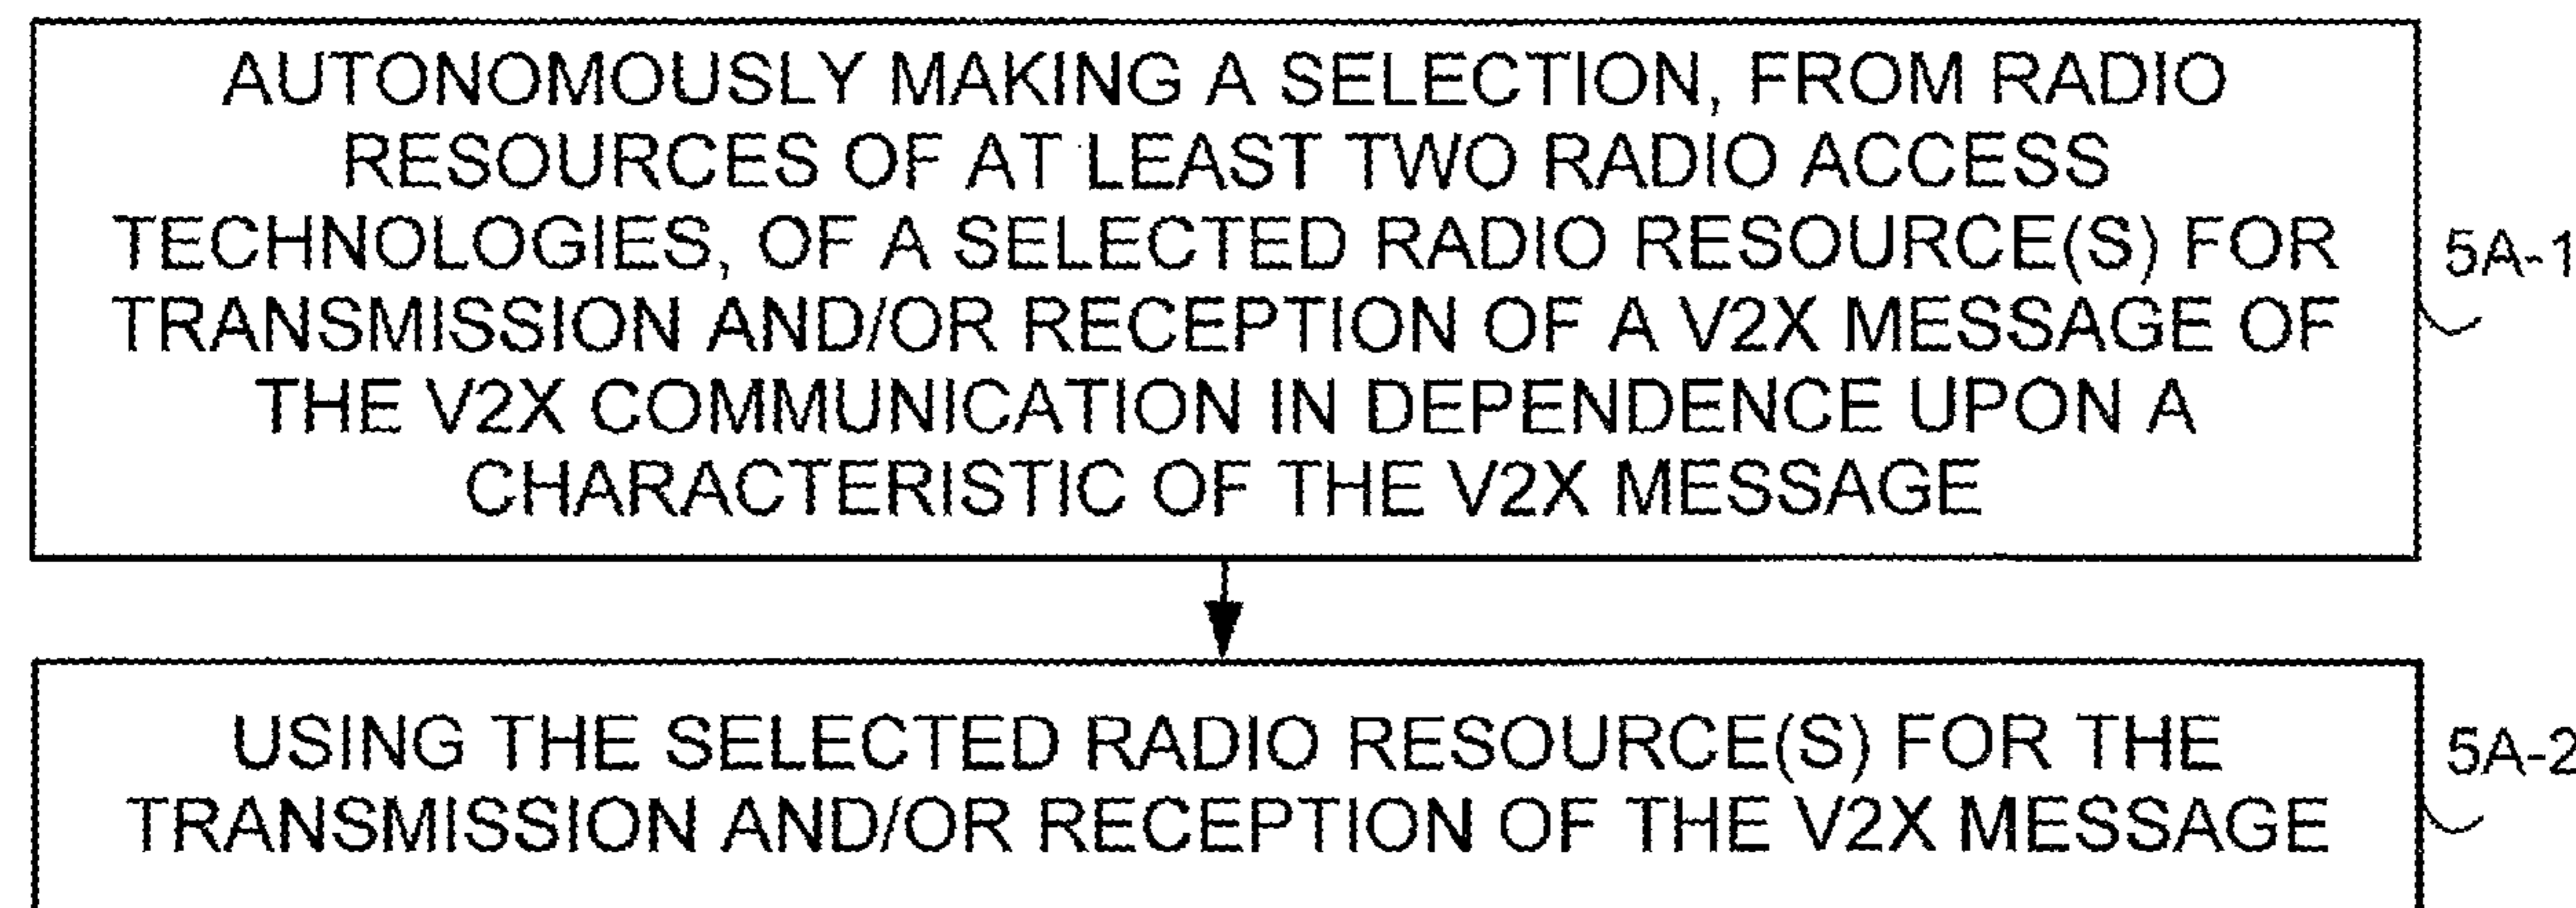 AUTONOMOUSLY MAKING A SELECTION, FROM RADIO
RESOURCES OF AT LEAST TWO RADIO ACCESS
TECHNOLOGIES, OF A SELECTED RADIO RESOURCE(S) FOR
TRANSMISSION AND/OR RECEPTION OF A V2X MESSAGE OF
THE V2X COMMUNICATION IN DEPENDENCE UPON A
CHARACTERISTIC OF THE V2X MESSAGE
5A-1
USING THE SELECTED RADIO RESOURCE(S) FOR THE
TRANSMISSION AND/OR RECEPTION OF THE V2X MESSAGE
5A-2